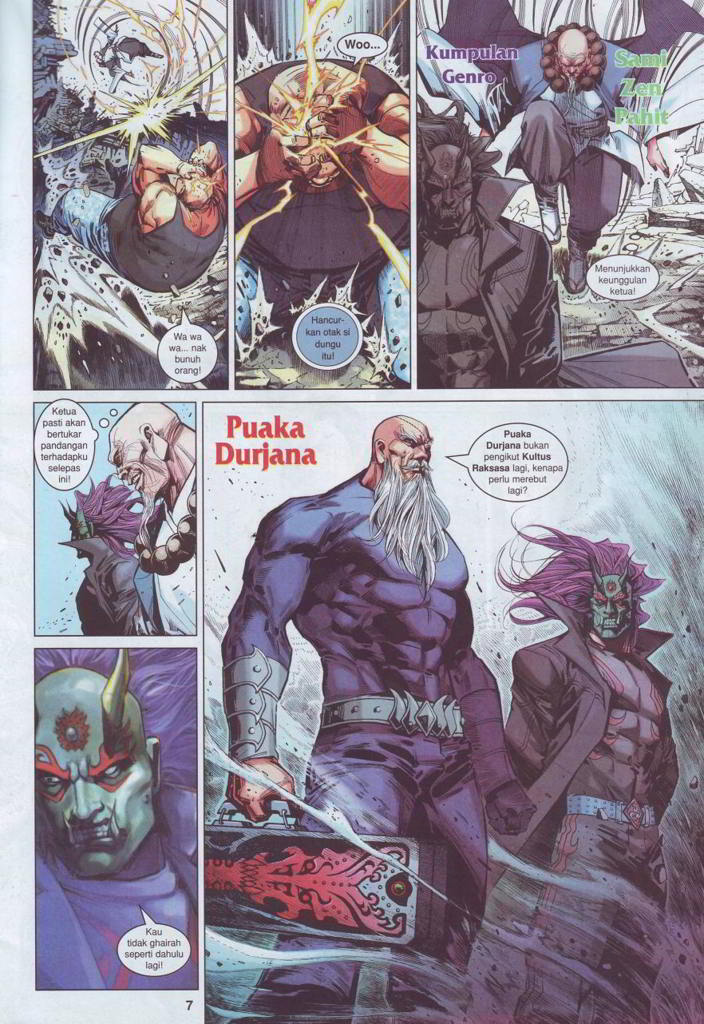 Wa wa
wa... nak
bunuh
orang!
Woo...
Hancur-
kan otak si
dungu
itu!
Kumpulan
Genro
Sami
Zen
Pahit
Menunjukkan
keunggulan
ketua!
Ketua
pasti akan
bertukar
pandangan
terhadapku
selepas
ini!
Puaka
Durjana
Puaka
Durjana bukan
pengikut Kultus
Raksasa lagi, kenapa
perlu merebut
lagi?
Kau
tidak ghairah
seperti dahulu
lagi!
7